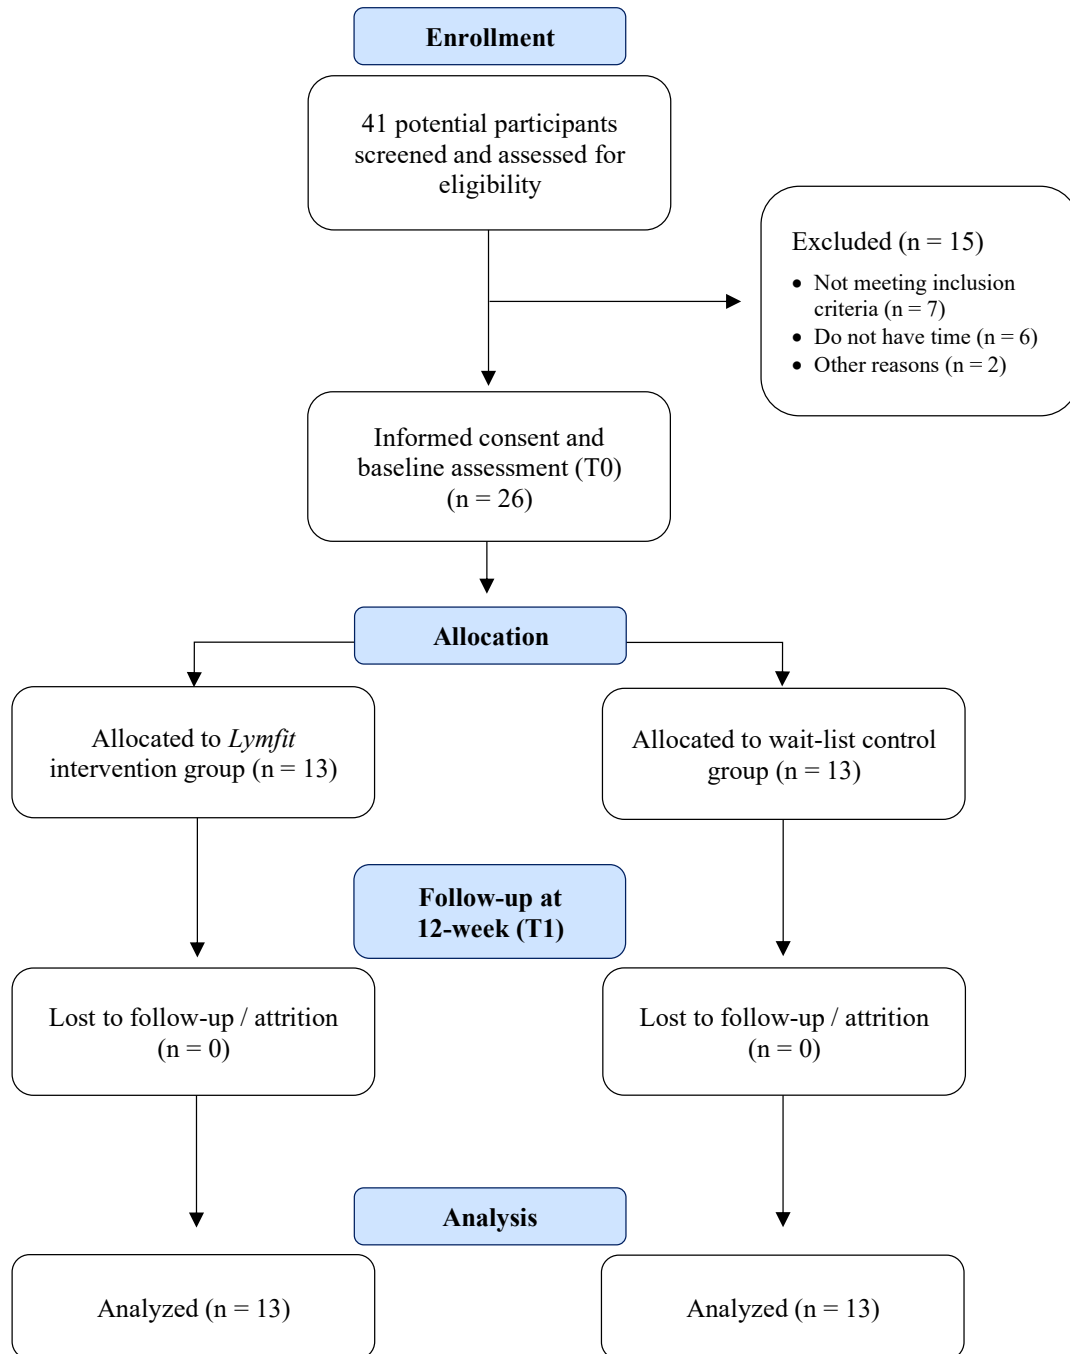 Enrollment
41 potential participants
screened and assessed for
eligibility
Excluded (n = 15)
• Not meeting inclusion
criteria (n = 7)
• Do not have time (n = 6)
• Other reasons (n = 2)
Informed consent and
baseline assessment (T0)
(n = 26)
Allocation
Allocated to Lymfit
intervention group (n = 13)
Allocated to wait-list control
group (n = 13)
Follow-up at
12-week (T1)
Lost to follow-up / attrition
(n = 0)
Lost to follow-up / attrition
(n = 0)
Analysis
Analyzed (n = 13)
Analyzed (n = 13)